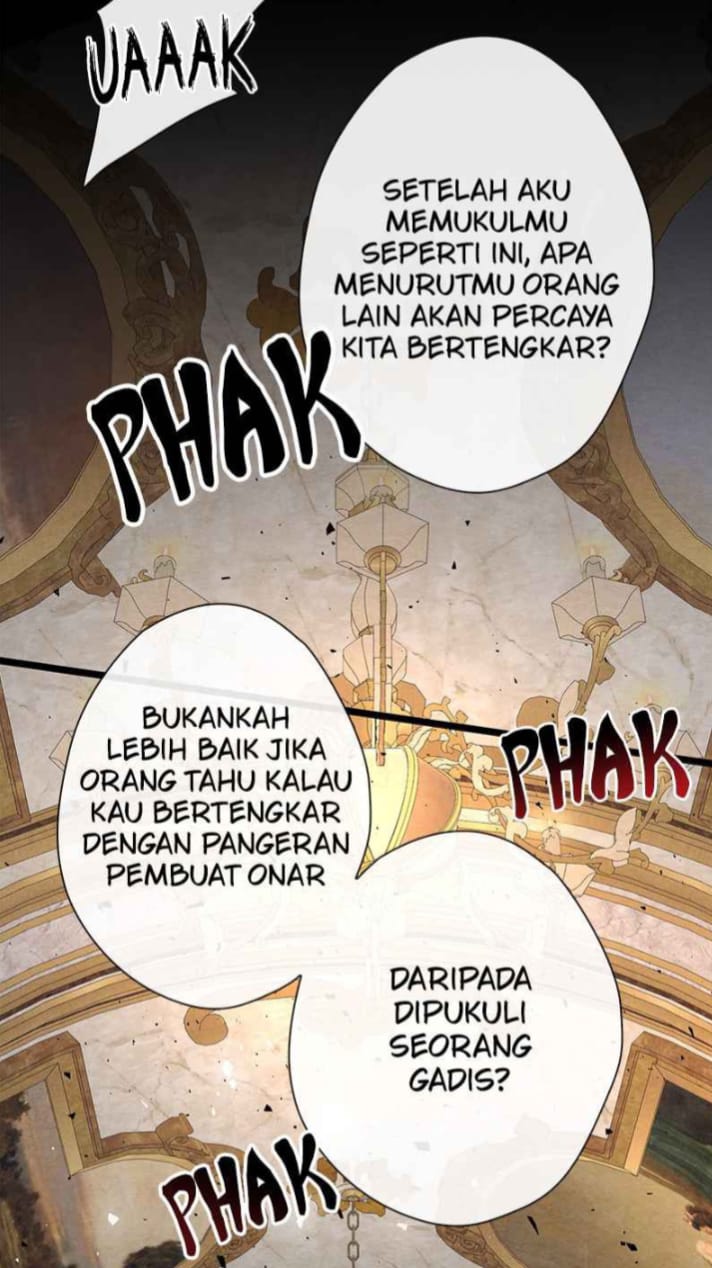 UAAAK
SETELAH AKU
MEMUKULMU
SEPERTI INI, APA
MENURUTMU ORANG
LAIN AKAN PERCAYA
KITA BERTENGKAR?
PHAK
BUKANKAH
LEBIH BAIK JIKA
ORANG TAHU KALAU
KAU BERTENGKAR
DENGAN PANGERAN
PEMBUAT ONAR
PHAK
DARIPADA
DIPUKULI
SEORANG
GADIS?
PHAK